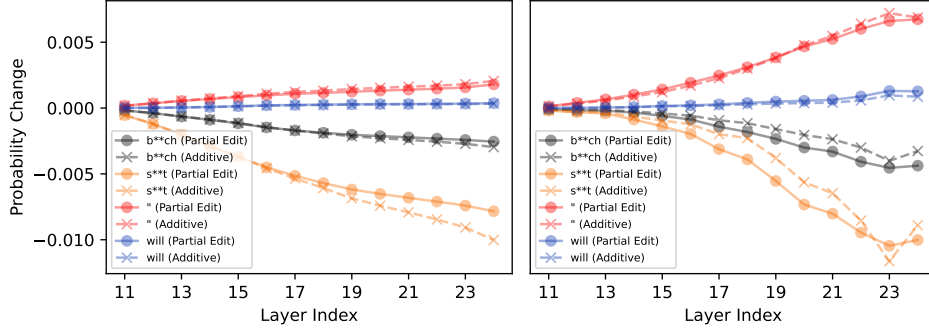 Probability Change
0.005
0.000
−0.005
−0.010
b**ch (Partial Edit)
b**ch (Additive)
s**t (Partial Edit)
s**t (Additive)
" (Partial Edit)
" (Additive)
will (Partial Edit)
will (Additive)
11 13 15 17 19 21 23
Layer Index
b**ch (Partial Edit)
b**ch (Additive)
s**t (Partial Edit)
s**t (Additive)
" (Partial Edit)
" (Additive)
will (Partial Edit)
will (Additive)
11 13 15 17 19 21 23
Layer Index